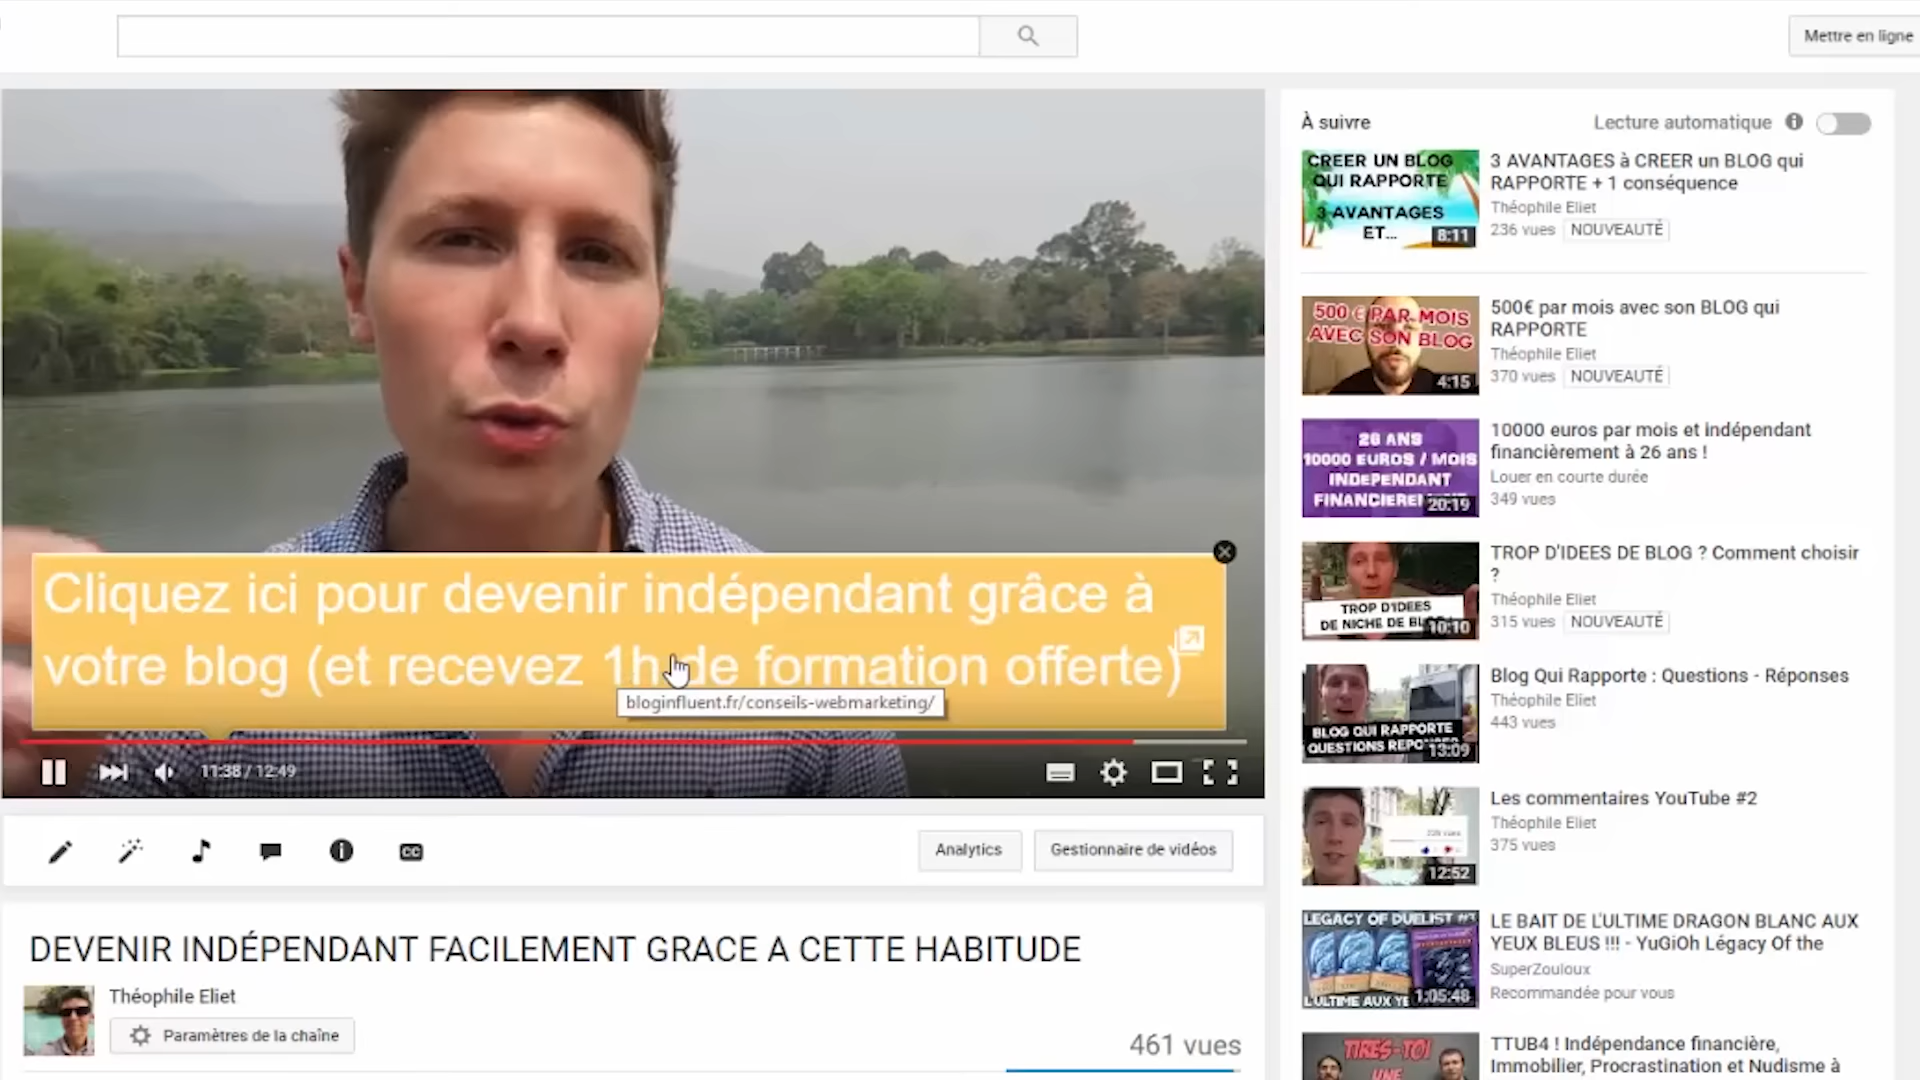 Mettre en ligne
Cliquez ici pour devenir indépendant grâce à
votre blog (et recevez 1h de formation offerte)
bloginfluent.fr/conseils-webmarketing/
11:38 / 12:49
CC
Analytics
Gestionnaire de vidéos
DEVENIR INDÉPENDANT FACILEMENT GRACE A CETTE HABITUDE
Théophile Eliet
Paramètres de la chaîne
461 vues
À suivre
Lecture automatique
CREER UN BLOG
QUI RAPPORTE
3 AVANTAGES
ET...
8:11
3 AVANTAGES à CREER un BLOG qui
RAPPORTE + 1 conséquence
Théophile Eliet
236 vues NOUVEAUTÉ
500 € PAR MOIS
AVEC SON BLOG
4:15
500€ par mois avec son BLOG qui
RAPPORTE
Théophile Eliet
370 vues NOUVEAUTÉ
26 ANS
10000 EUROS / MOIS
INDEPENDANT
20:19
10000 euros par mois et indépendant
financièrement à 26 ans !
Louer en courte durée
349 vues
TROP D'IDEES
DE NICHE DE
10:10
TROP D'IDEES DE BLOG ? Comment choisir
?
Théophile Eliet
315 vues NOUVEAUTÉ
BLOG QUI RAPPORTE
QUESTIONS
13:09
Blog Qui Rapporte : Questions - Réponses
Théophile Eliet
443 vues
12:52
Les commentaires YouTube #2
Théophile Eliet
375 vues
LEGACY OF DUELIST
L'ULTIME AUX
1:05:48
LE BAIT DE L'ULTIME DRAGON BLANC AUX
YEUX BLEUS !!! - YuGiOh Légacy Of the
SuperZouloux
Recommandée pour vous
TIRES-TOI
UNE
TTUB4 ! Indépendance financière,
Immobilier, Procrastination et Nudisme à